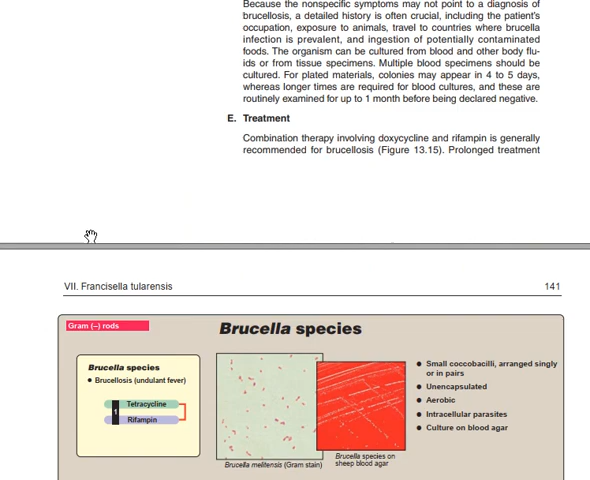 Because the nonspecific symptoms may not point to a diagnosis of
brucellosis, a detailed history is often crucial, including the patient's
occupation, exposure to animals, travel to countries where brucella
infection is prevalent, and ingestion of potentially contaminated
foods. The organism can be cultured from blood and other body flu-
ids or from tissue specimens. Multiple blood specimens should be
cultured. For plated materials, colonies may appear in 4 to 5 days,
whereas longer times are required for blood cultures, and these are
routinely examined for up to 1 month before being declared negative.
E. Treatment
Combination therapy involving doxycycline and rifampin is generally
recommended for brucellosis (Figure 13.15). Prolonged treatment
VII. Francisella tularensis 141
Gram (–) rods
Brucella species
Brucella species
● Brucellosis (undulant fever)
1
Tetracycline
Rifampin
Brucella melitensis (Gram stain)
Brucella species on
sheep blood agar
● Small coccobacilli, arranged singly
or in pairs
● Unencapsulated
● Aerobic
● Intracellular parasites
● Culture on blood agar